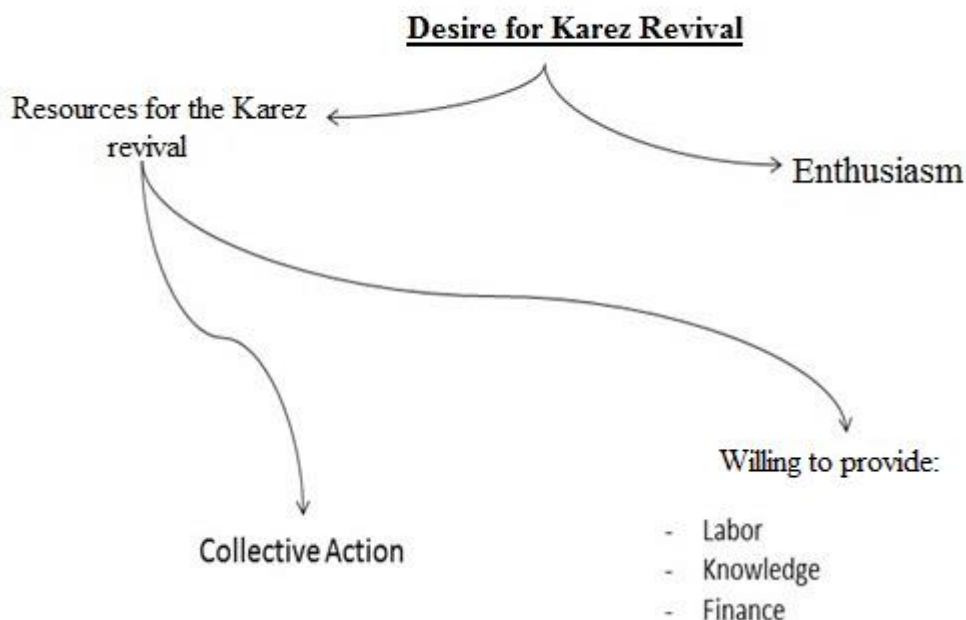 Desire for Karez Revival
Resources for the Karez
revival
Enthusiasm
Willing to provide:
Collective Action
- Labor
- Knowledge
- Finance